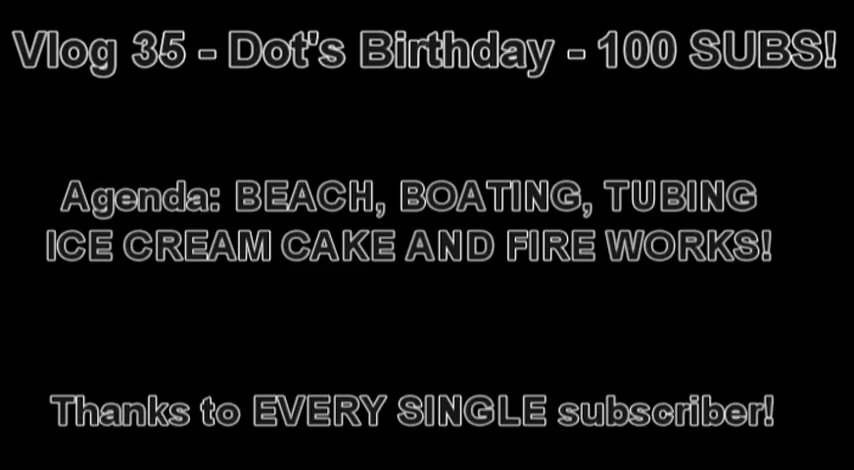 Vlog 35 - Dot's Birthday - 100 SUBS!
Agenda: BEACH, BOATING, TUBING
ICE CREAM CAKE AND FIRE WORKS!
Thanks to EVERY SINGLE subscriber!